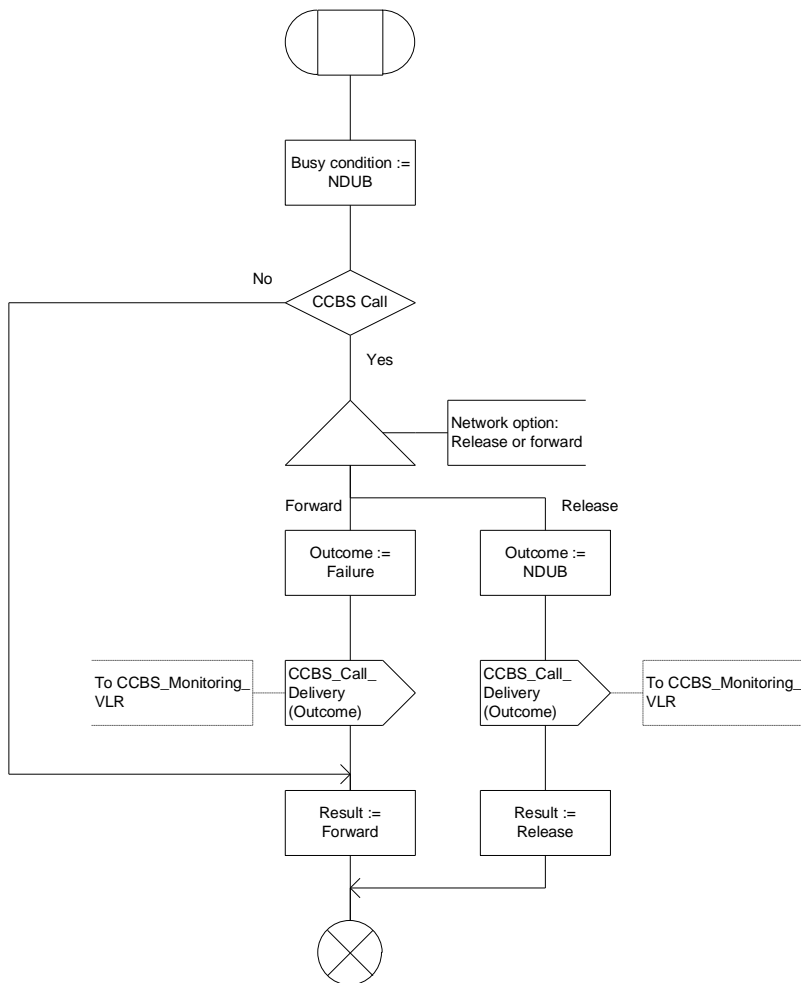 Busy condition :=
NDUB
No
CCBS Call
Yes
Network option:
Release or forward
Forward
Release
Outcome :=
Failure
Outcome :=
NDUB
To CCBS_Monitoring_
VLR
CCBS_Call_
Delivery
(Outcome)
CCBS_Call_
Delivery
(Outcome)
To CCBS_Monitoring_
VLR
Result :=
Forward
Result :=
Release